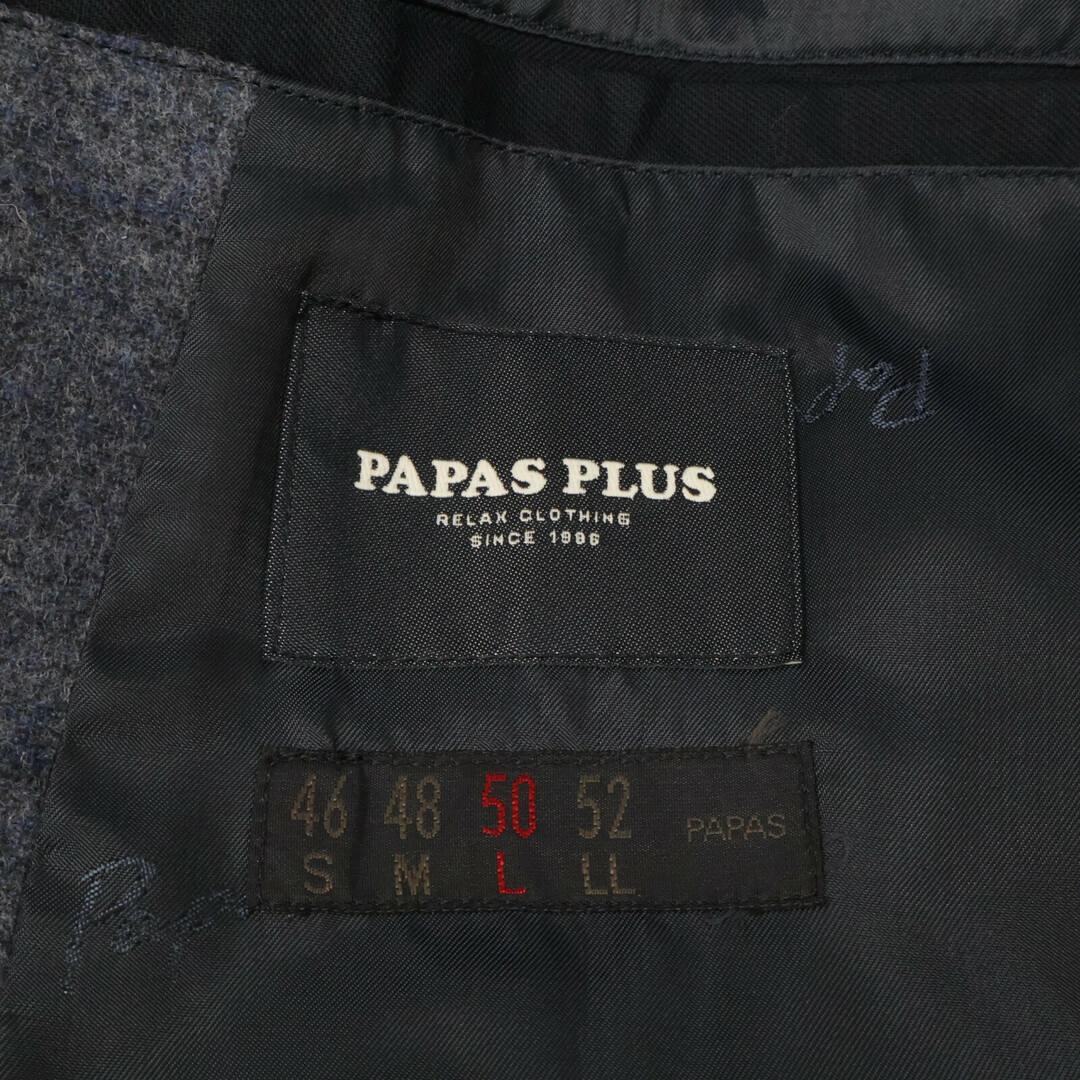 PAPAS PLUS
RELAX CLOTHING
SINCE 1986
46 48 50 52 PAPAS
S M L LL